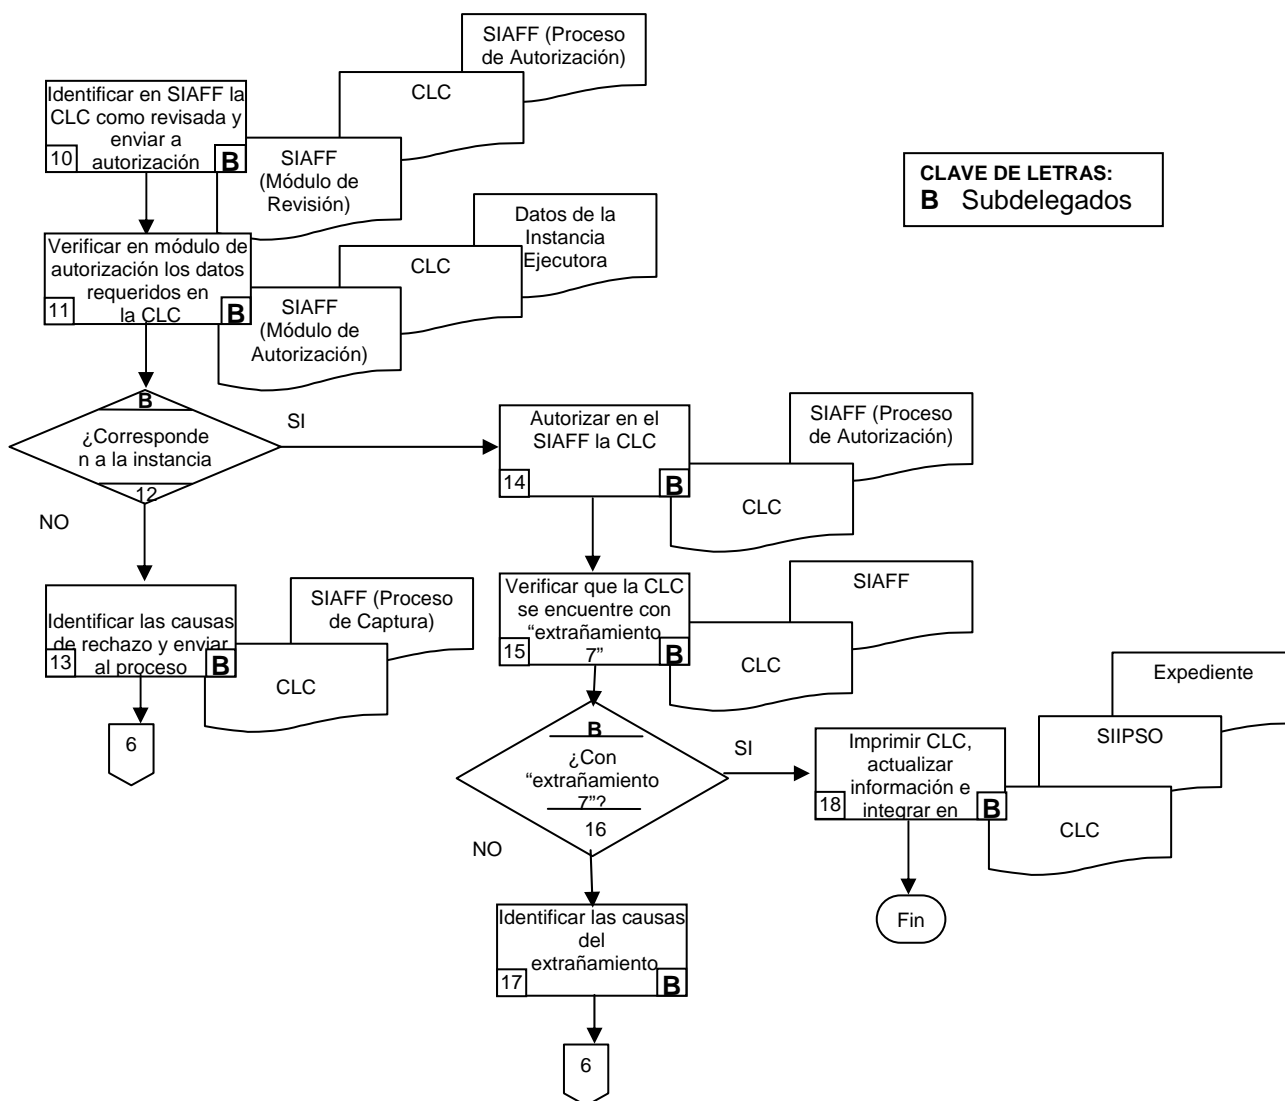 SIAFF (Proceso
de Autorización)
CLC
Identificar en SIAFF la
CLC como revisada y
enviar a
autorización
10
B
SIAFF
(Módulo de
Revisión)
CLAVE DE LETRAS:
B Subdelegados
Datos de la
Instancia
Ejecutora
CLC
Verificar en módulo de
autorización los datos
requeridos en
la CLC
11
B
SIAFF
(Módulo de
Autorización)
B
¿Corresponde
n a la instancia
12
SI
NO
Autorizar en el
SIAFF la CLC
14
B
SIAFF (Proceso
de Autorización)
CLC
Identificar las causas
de rechazo y enviar
al proceso
13
B
SIAFF (Proceso
de Captura)
CLC
6
Verificar que la CLC
se encuentre con
“extrañamiento
7”
15
B
SIAFF
CLC
B
¿Con
“extrañamiento
7”?
16
SI
NO
Imprimir CLC,
actualizar
información e
integrar en
18
B
Expediente
SIIPSO
CLC
Fin
Identificar las causas
del
extrañamiento
17
B
6